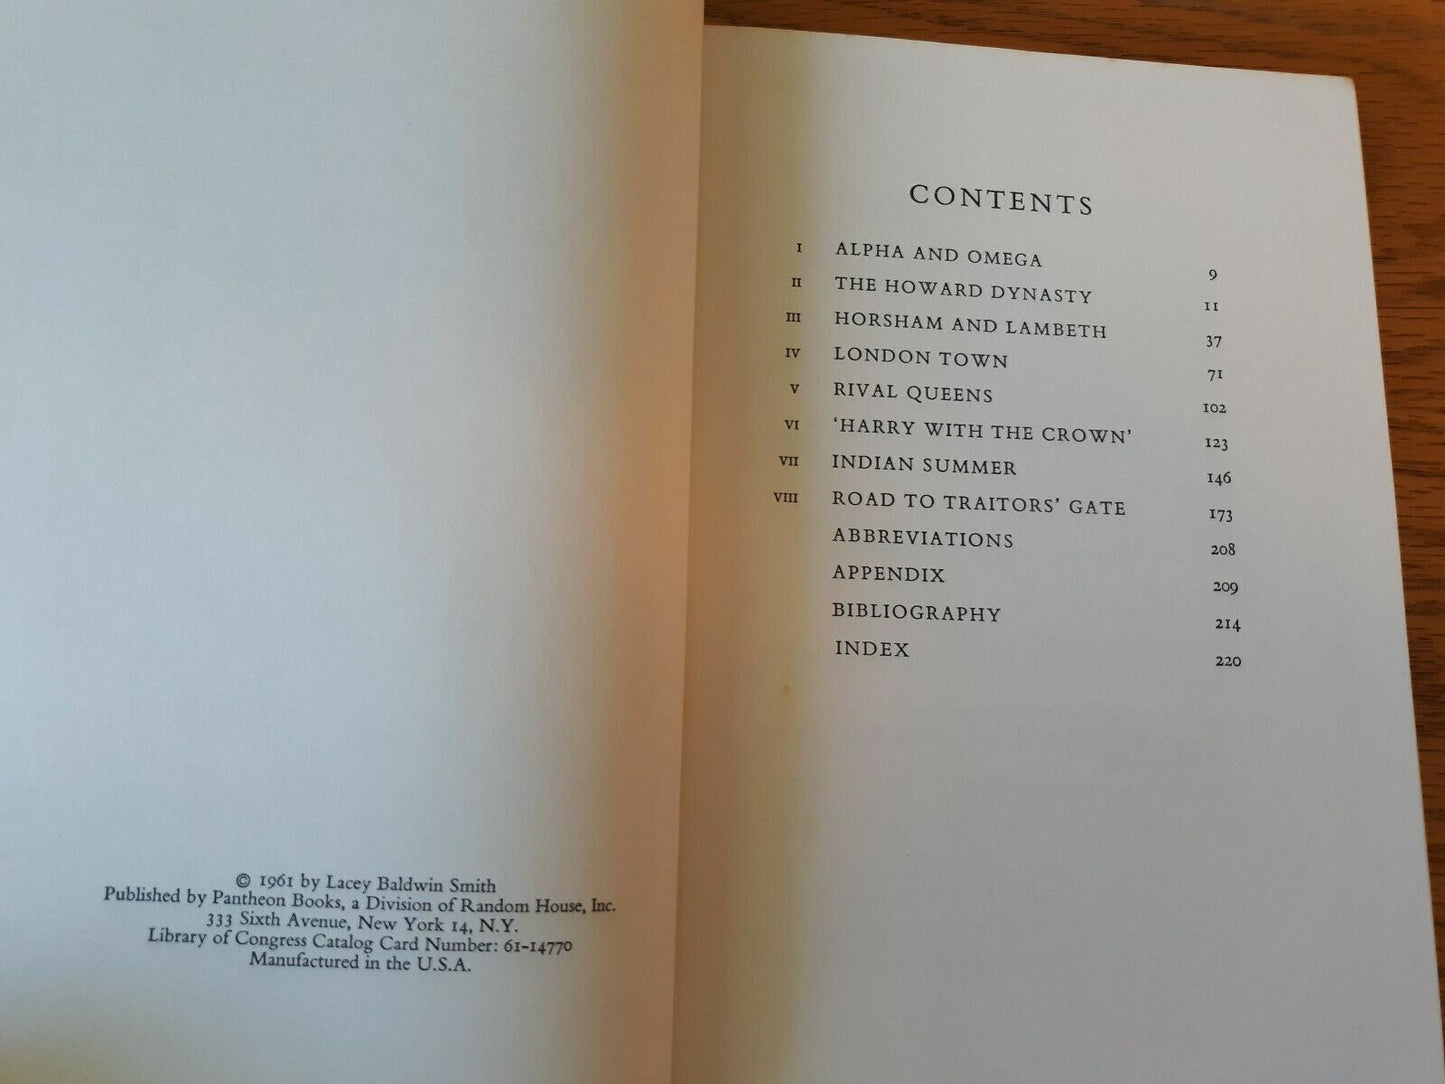 © 1961 by Lacey Baldwin Smith
Published by Pantheon Books, a Division of Random House, Inc.
333 Sixth Avenue, New York 14, N.Y.
Library of Congress Catalog Card Number: 61-14770
Manufactured in the U.S.A.
CONTENTS
I ALPHA AND OMEGA 9
II THE HOWARD DYNASTY 11
III HORSHAM AND LAMBETH 37
IV LONDON TOWN 71
V RIVAL QUEENS 102
VI ‘HARRY WITH THE CROWN’ 123
VII INDIAN SUMMER 146
VIII ROAD TO TRAITORS’ GATE 173
ABBREVIATIONS 208
APPENDIX 209
BIBLIOGRAPHY 214
INDEX 220